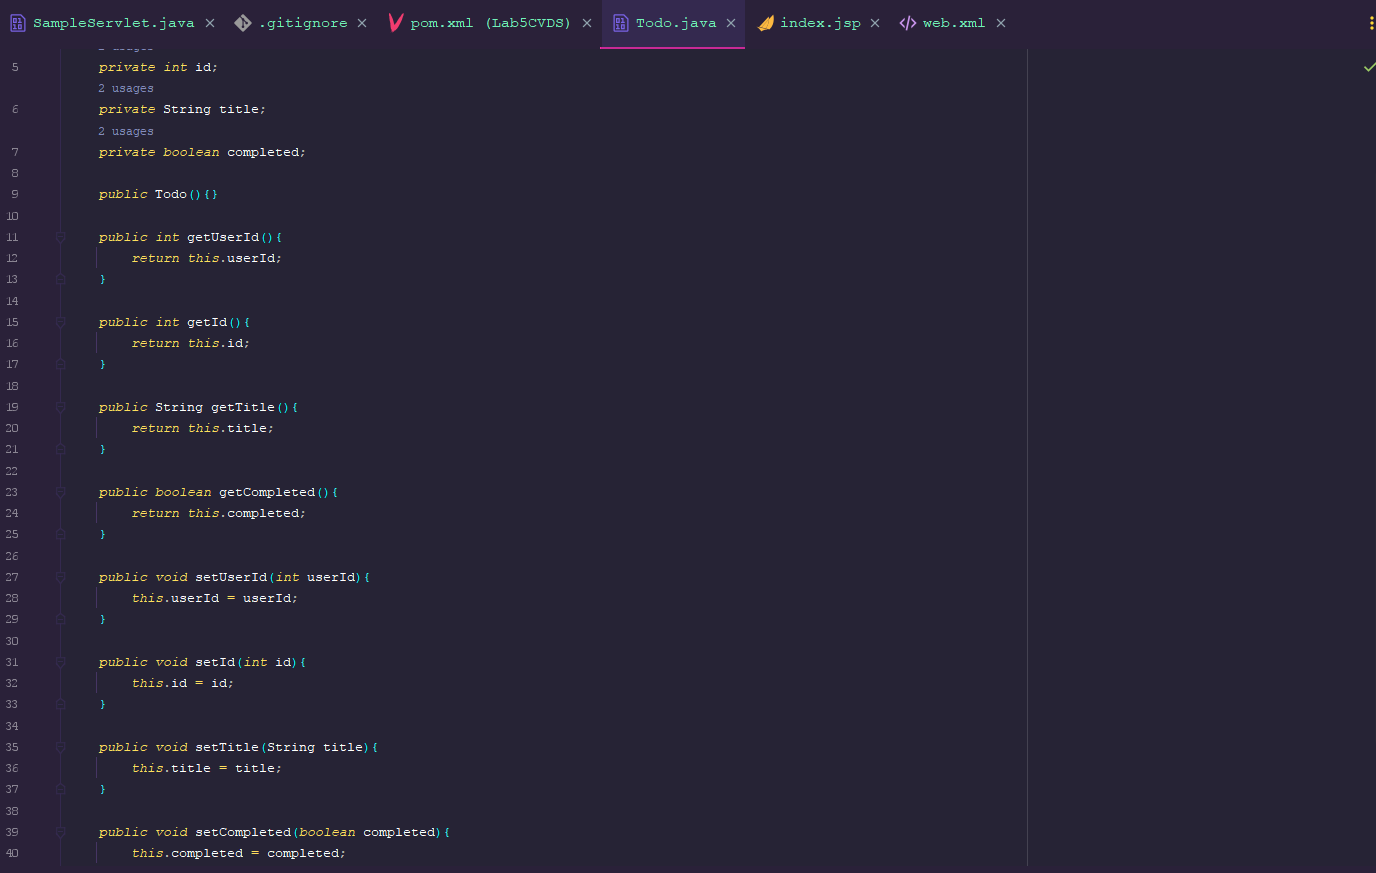 SampleServlet.java .gitignore pom.xml (Lab5CVDS) Todo.java index.jsp web.xml
5 private int id;
2 usages
6 private String title;
2 usages
7 private boolean completed;
8
9 public Todo(){}
10
11 public int getUserId(){
12 return this.userId;
13 }
14
15 public int getId(){
16 return this.id;
17 }
18
19 public String getTitle(){
20 return this.title;
21 }
22
23 public boolean getCompleted(){
24 return this.completed;
25 }
26
27 public void setUserId(int userId){
28 this.userId = userId;
29 }
30
31 public void setId(int id){
32 this.id = id;
33 }
34
35 public void setTitle(String title){
36 this.title = title;
37 }
38
39 public void setCompleted(boolean completed){
40 this.completed = completed;